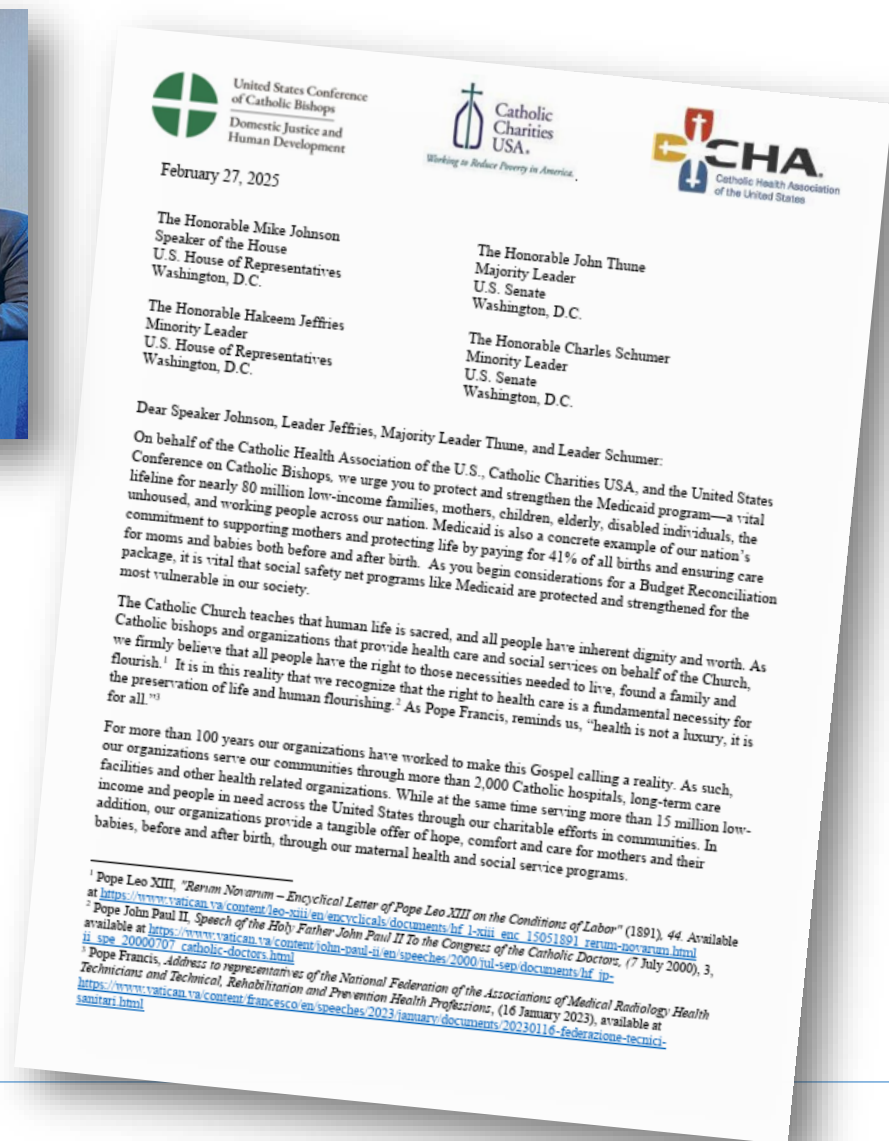 United States Conference
of Catholic Bishops
Domestic Justice and
Human Development
Catholic
Charities
USA®
Working to Reduce Poverty in America.
.
CHA®
Catholic Health Association
of the United States
February 27, 2025
The Honorable Mike Johnson
Speaker of the House
U.S. House of Representatives
Washington, D.C.
The Honorable John Thune
Majority Leader
U.S. Senate
Washington, D.C.
The Honorable Hakeem Jeffries
Minority Leader
U.S. House of Representatives
Washington, D.C.
The Honorable Charles Schumer
Minority Leader
U.S. Senate
Washington, D.C.
Dear Speaker Johnson, Leader Jeffries, Majority Leader Thune, and Leader Schumer:
On behalf of the Catholic Health Association of the U.S., Catholic Charities USA, and the United States
Conference on Catholic Bishops, we urge you to protect and strengthen the Medicaid program—a vital
lifeline for nearly 80 million low-income families, mothers, children, elderly, disabled individuals, the
unhoused, and working people across our nation. Medicaid is also a concrete example of our nation's
commitment to supporting mothers and protecting life by paying for 41% of all births and ensuring care
for moms and babies both before and after birth. As you begin considerations for a Budget Reconciliation
package, it is vital that social safety net programs like Medicaid are protected and strengthened for the
most vulnerable in our society.
The Catholic Church teaches that human life is sacred, and all people have inherent dignity and worth. As
Catholic bishops and organizations that provide health care and social services on behalf of the Church,
we firmly believe that all people have the right to those necessities needed to live, found a family and
flourish.¹ It is in this reality that we recognize that the right to health care is a fundamental necessity for
the preservation of life and human flourishing.² As Pope Francis, reminds us, "health is not a luxury, it is
for all."³
For more than 100 years our organizations have worked to make this Gospel calling a reality. As such,
our organizations serve our communities through more than 2,000 Catholic hospitals, long-term care
facilities and other health related organizations. While at the same time serving more than 15 million low-
income and people in need across the United States through our charitable efforts in communities. In
addition, our organizations provide a tangible offer of hope, comfort and care for mothers and their
babies, before and after birth, through our maternal health and social service programs.
¹ Pope Leo XIII, "Rerum Novarum – Encyclical Letter of Pope Leo XIII on the Conditions of Labor" (1891), 44. Available
at https://www.vatican.va/content/leo-xiii/en/encyclicals/documents/hf_l-xiii_enc_15051891_rerum-novarum.html
² Pope John Paul II, Speech of the Holy Father John Paul II To the Congress of the Catholic Doctors, (7 July 2000), 3,
available at https://www.vatican.va/content/john-paul-ii/en/speeches/2000/jul-sep/documents/hf_jp-
ii_spe_20000707_catholic-doctors.html
³ Pope Francis, Address to representatives of the National Federation of the Associations of Medical Radiology Health
Technicians and Technical, Rehabilitation and Prevention Health Professions, (16 January 2023), available at
https://www.vatican.va/content/francesco/en/speeches/2023/january/documents/20230116-federazione-tecnici-
sanitari.html